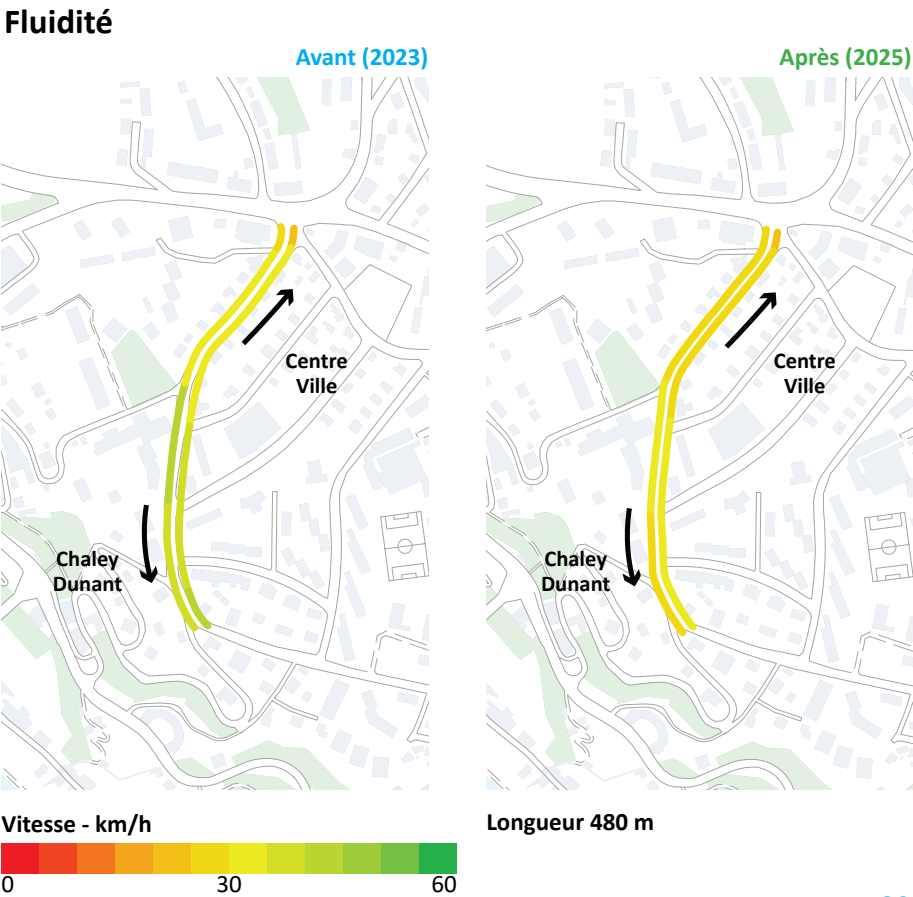 Fluidité
Avant (2023)
Après (2025)
Centre
Ville
Centre
Ville
Chaley
Dunant
Chaley
Dunant
Vitesse - km/h
Longueur 480 m
0
30
60